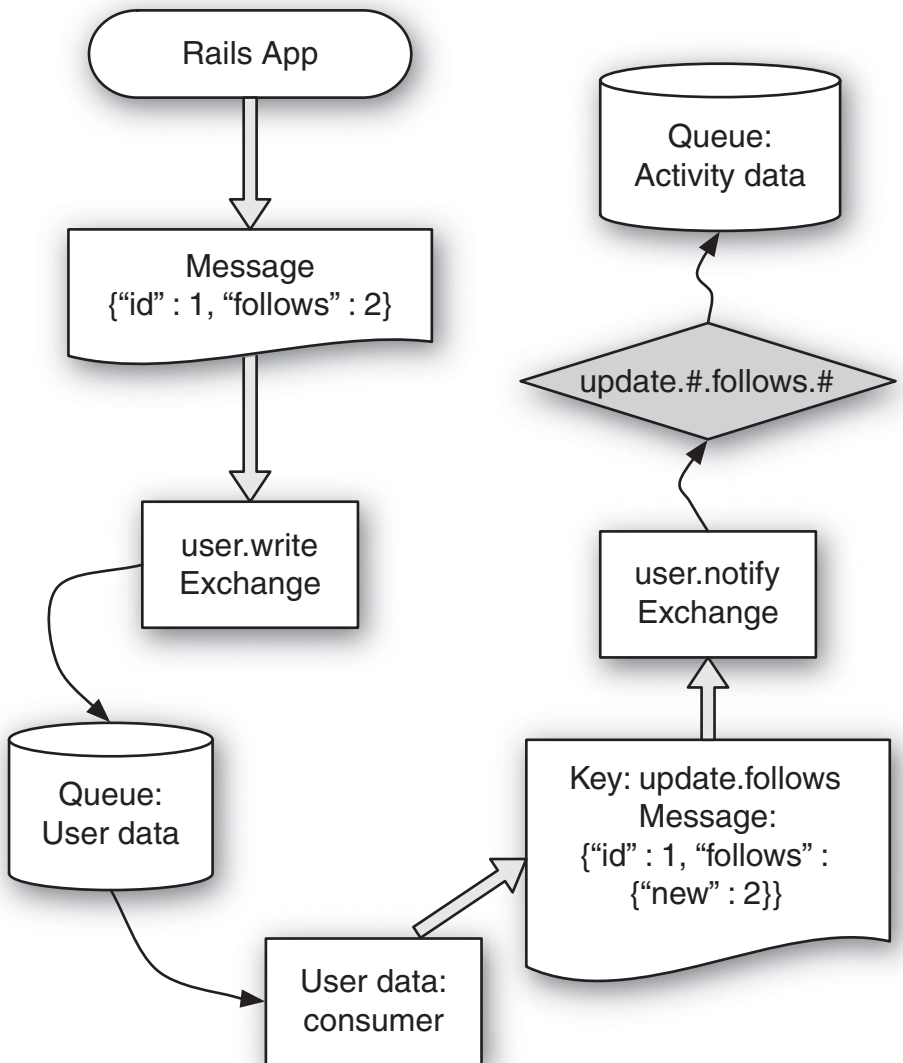 Rails App
Message
{“id” : 1, “follows” : 2}
user.write
Exchange
Queue:
User data
User data:
consumer
Key: update.follows
Message:
{“id” : 1, “follows” :
{“new” : 2}}
user.notify
Exchange
update.#.follows.#
Queue:
Activity data